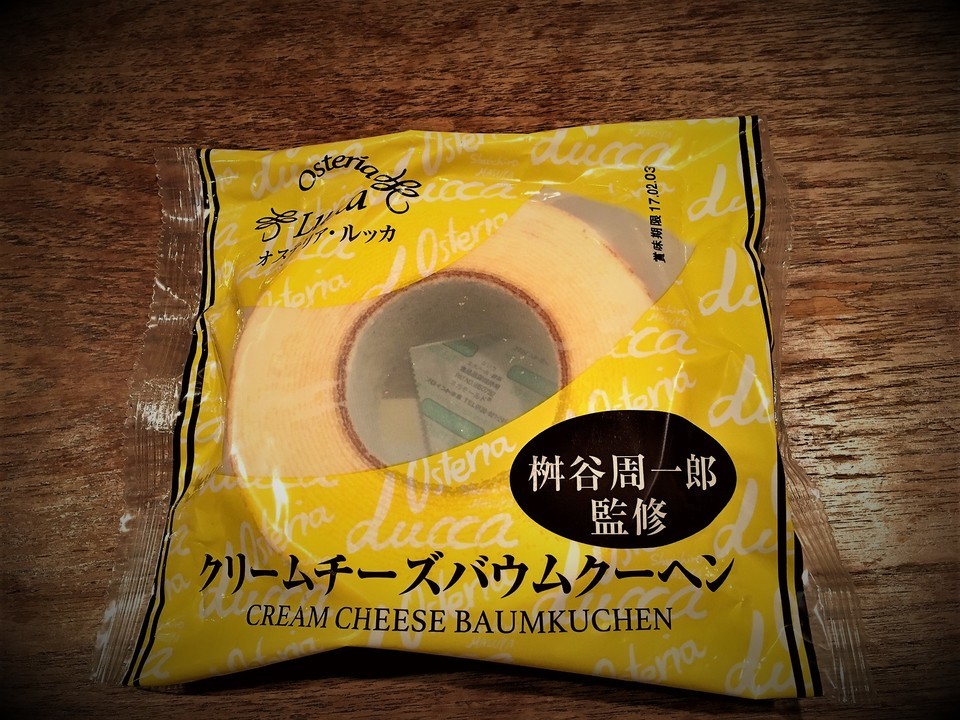 Osteria
Lucca
オステリア・ルッカ
賞味期限 17.02.03
桝谷周一郎
監修
クリームチーズバウムクーヘン
CREAM CHEESE BAUMKUCHEN